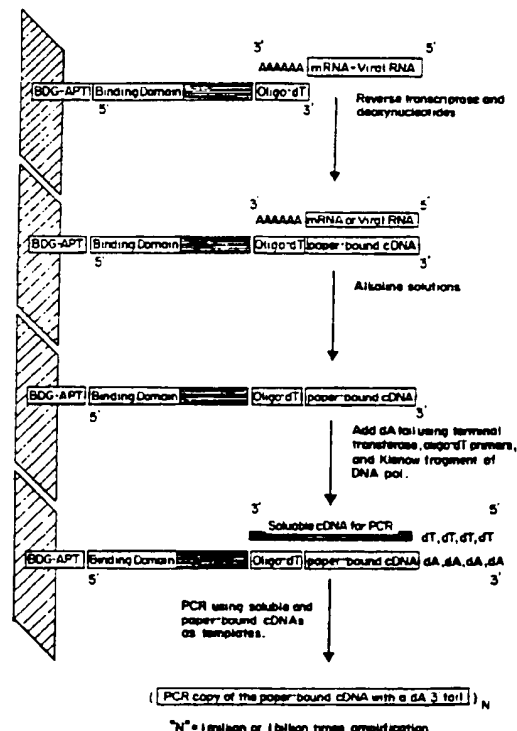 3' 5'
AAAAAA mRNA-Viral RNA
BDG-APT Binding Domain Oligo-dT
5' 3'
Reverse transcriptase and
deoxynucleotides
3' 5'
AAAAAA mRNA or Viral RNA
BDG-APT Binding Domain Oligo-dT paper-bound cDNA
5' 3'
Alkaline solutions
BDG-APT Binding Domain Oligo-dT paper-bound cDNA
5' 3'
Add dA tail using terminal
transferase, oligo-dT primers,
and Klenow fragment of
DNA pol.
3' 5'
Soluble cDNA for PCR dT, dT, dT, dT
BDG-APT Binding Domain Oligo-dT paper-bound cDNA dA, dA, dA, dA
5' 3'
PCR using soluble and
paper-bound cDNAs
as templates.
( PCR copy of the paper-bound cDNA with a dA 3' tail ) N
"N" = 1 million or 1 billion times amplification